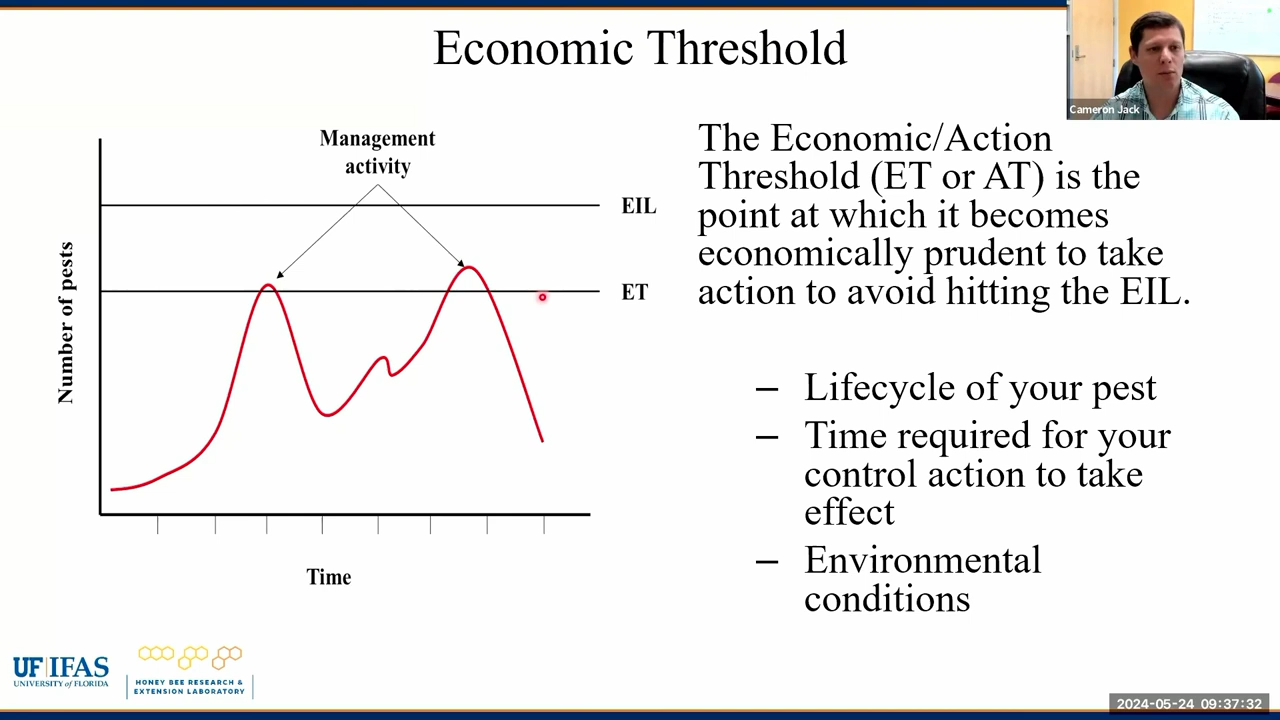 Economic Threshold
Cameron Jack
Management
activity
EIL
ET
Number of pests
Time
The Economic/Action
Threshold (ET or AT) is the
point at which it becomes
economically prudent to take
action to avoid hitting the EIL.
– Lifecycle of your pest
– Time required for your
control action to take
effect
– Environmental
conditions
UF IFAS
UNIVERSITY of FLORIDA
HONEY BEE RESEARCH &
EXTENSION LABORATORY
2024-05-24 09:37:32